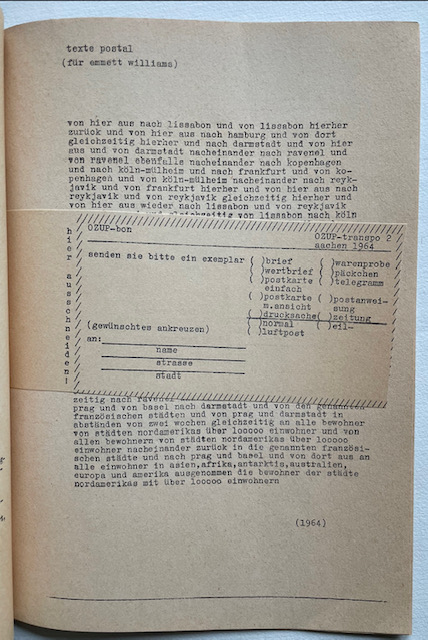 texte postal
(für emmett williams)
von hier aus nach lissabon und von lissabon hierher
zurück und von hier aus nach hamburg und von dort
gleichzeitig hierher und nach darmstadt und von hier
aus und von darmstadt nacheinander nach ravenel und
von ravenel ebenfalls nacheinander nach kopenhagen
und nach köln-mülheim und nach frankfurt und von ko-
penhagen und von köln-mülheim nacheinander nach reyk-
javik und von frankfurt hierher und von hier aus nach
reykjavik und von reykjavik gleichzeitig hierher und
von hier aus wieder nach lissabon und von reykjavik
und gleichzeitig von lissabon nach köln
hier ausschneiden!
OZUP-bon
OZUP-transpo 2
aachen 1964
senden sie bitte ein exemplar
( )brief
( )wertbrief
( )postkarte
einfach
( )postkarte
m.ansicht
( )drucksache
( )normal
( )luftpost
( )warenprobe
( )päckchen
( )telegramm
( )postanwei-
sung
( )zeitung
( )eil-
(gewünschtes ankreuzen)
an:
name
strasse
stadt
zeitig nach ravenel
prag und von basel nach darmstadt und von den genannten
französischen städten und von prag und darmstadt in
abständen von zwei wochen gleichzeitig an alle bewohner
von städten nordamerikas über looooo einwohner und von
allen bewohnern von städten nordamerikas über looooo
einwohner nacheinander zurück in die genannten französi-
schen städte und nach prag und basel und von dort aus an
alle einwohner in asien,afrika,antarktis,australien,
europa und amerika ausgenommen die bewohner der städte
nordamerikas mit über looooo einwohnern
(1964)